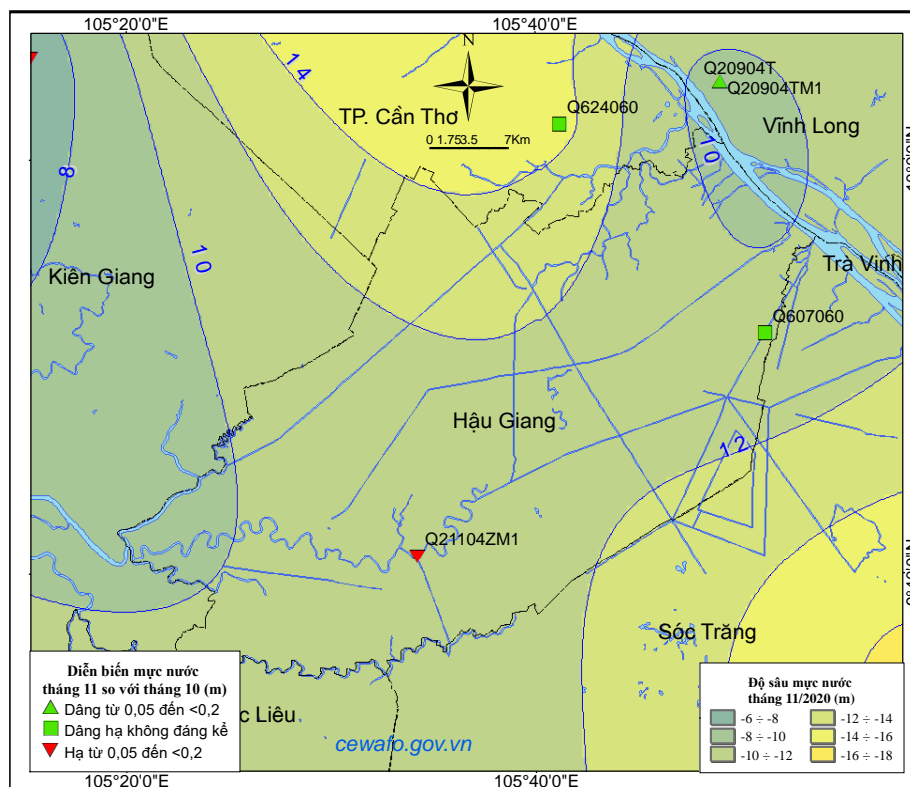 105°20'0"E 105°40'0"E
N
14
Q20904T
Q20904TM1
Q624060
TP. Cần Thơ
Vĩnh Long
0 1.753.5 7Km
10
8
10
Kiên Giang
Trà Vinh
Q607060
Hậu Giang
12
Q21104ZM1
Sóc Trăng
Diễn biến mực nước
tháng 11 so với tháng 10 (m)
Dâng từ 0,05 đến <0,2
Dâng hạ không đáng kể
Hạ từ 0,05 đến <0,2
c Liêu
cewafo.gov.vn
Độ sâu mực nước
tháng 11/2020 (m)
-6 ÷ -8
-8 ÷ -10
-10 ÷ -12
-12 ÷ -14
-14 ÷ -16
-16 ÷ -18
105°20'0"E 105°40'0"E